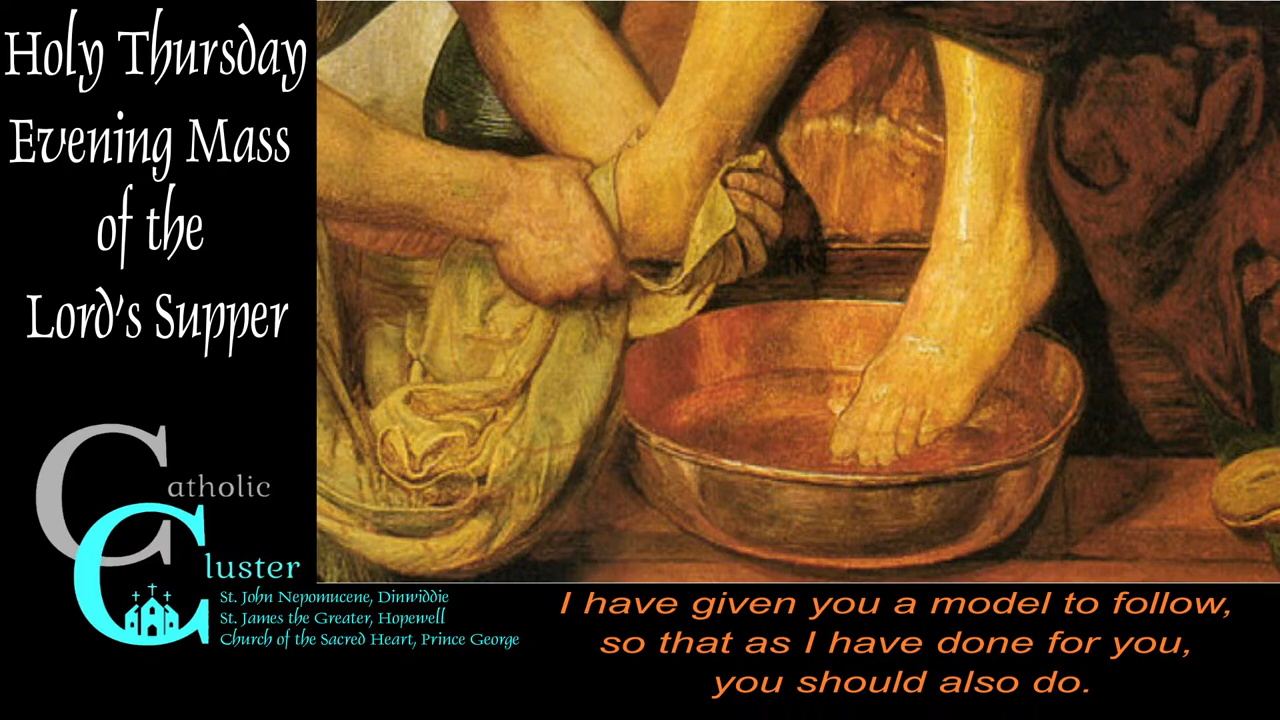 Holy Thursday
Evening Mass
of the
Lord's Supper
Catholic
Cluster
St. John Nepomucene, Dinwiddie
St. James the Greater, Hopewell
Church of the Sacred Heart, Prince George
I have given you a model to follow,
so that as I have done for you,
you should also do.